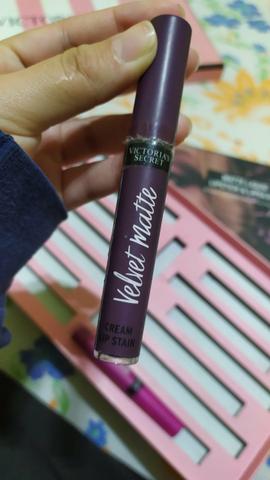 VICTORIA'S
SECRET
Velvet Matte
CREAM
LIP STAIN